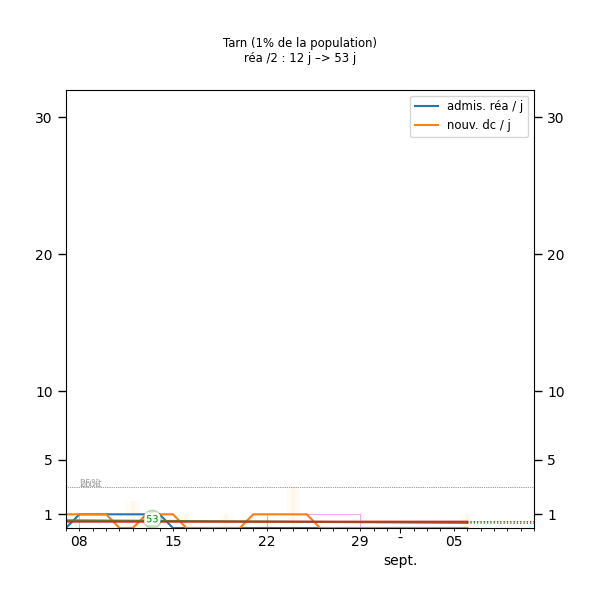 Tarn (1% de la population)
réa /2 : 12 j –> 53 j
admis. réa / j
nouv. dc / j
30 30
20 20
10 10
5 5
53
1 1
08 15 22 29 - 05
sept.